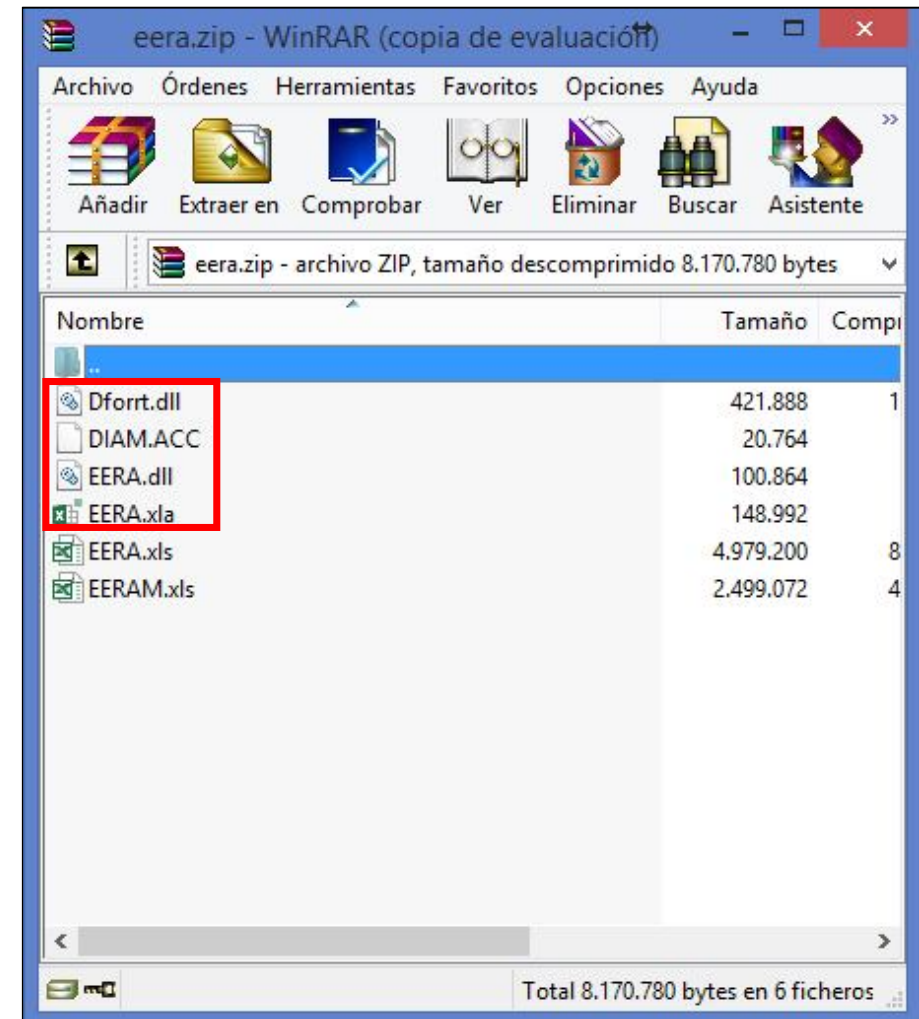 eera.zip - WinRAR (copia de evaluación)
Archivo Órdenes Herramientas Favoritos Opciones Ayuda
Añadir Extraer en Comprobar Ver Eliminar Buscar Asistente »
eera.zip - archivo ZIP, tamaño descomprimido 8.170.780 bytes
Nombre Tamaño Compr
..
Dforrt.dll 421.888 1
DIAM.ACC 20.764
EERA.dll 100.864
EERA.xla 148.992
EERA.xls 4.979.200 8
EERAM.xls 2.499.072 4
Total 8.170.780 bytes en 6 ficheros